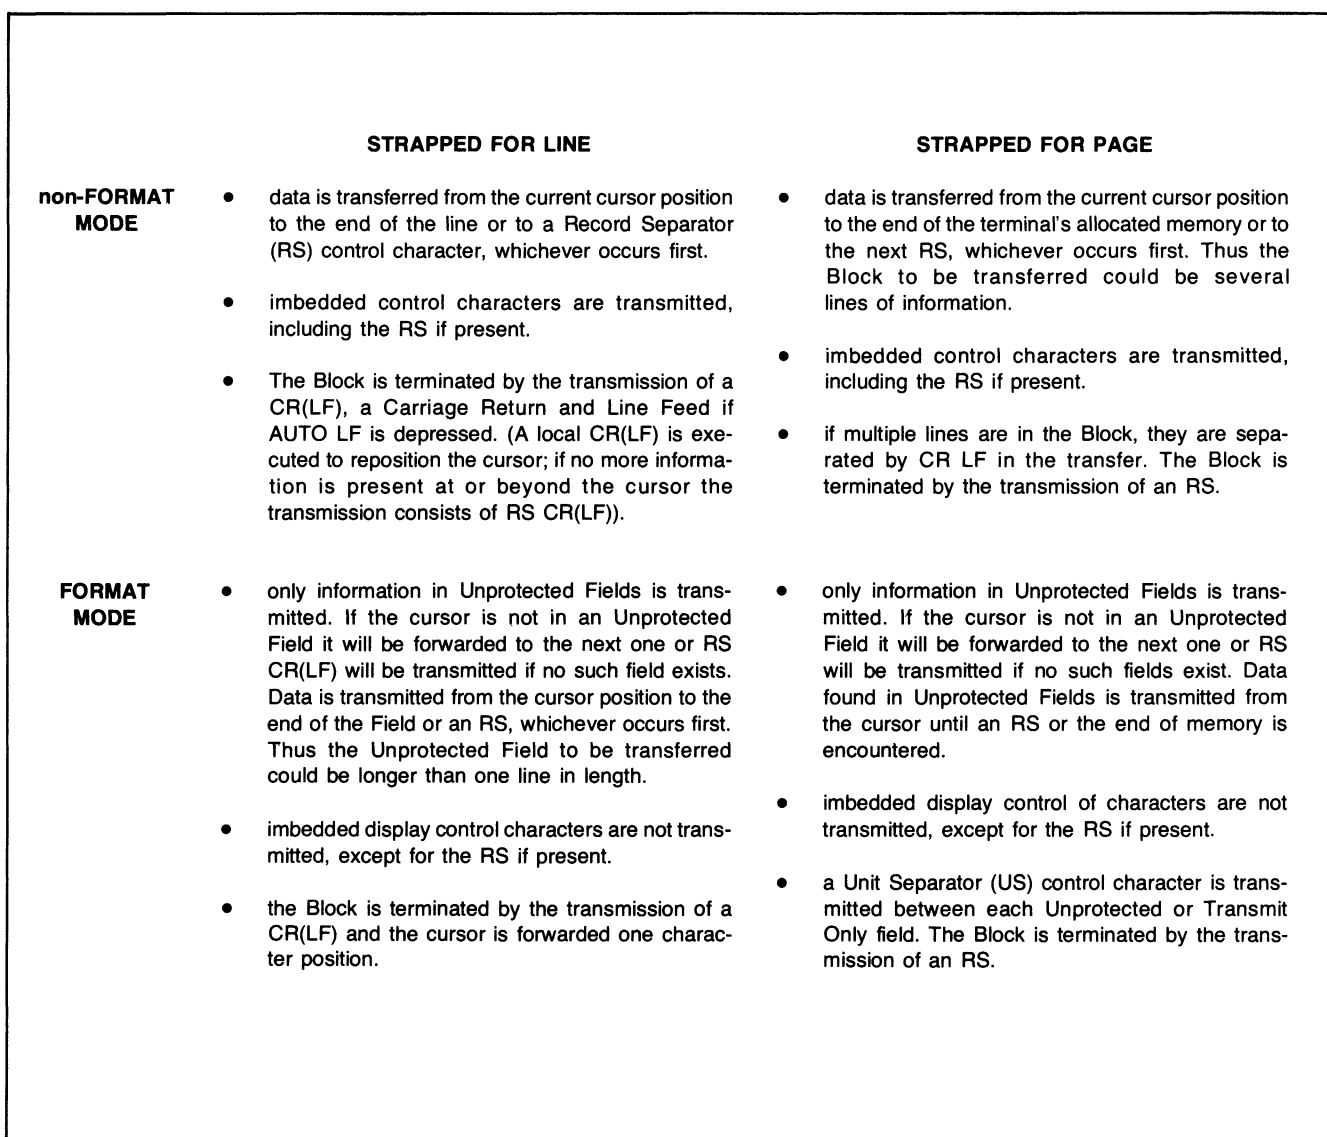 STRAPPED FOR LINE
STRAPPED FOR PAGE
non-FORMAT
MODE
• data is transferred from the current cursor position
to the end of the line or to a Record Separator
(RS) control character, whichever occurs first.
• imbedded control characters are transmitted,
including the RS if present.
• The Block is terminated by the transmission of a
CR(LF), a Carriage Return and Line Feed if
AUTO LF is depressed. (A local CR(LF) is exe-
cuted to reposition the cursor; if no more informa-
tion is present at or beyond the cursor the
transmission consists of RS CR(LF)).
• data is transferred from the current cursor position
to the end of the terminal's allocated memory or to
the next RS, whichever occurs first. Thus the
Block to be transferred could be several
lines of information.
• imbedded control characters are transmitted,
including the RS if present.
• if multiple lines are in the Block, they are sepa-
rated by CR LF in the transfer. The Block is
terminated by the transmission of an RS.
FORMAT
MODE
• only information in Unprotected Fields is trans-
mitted. If the cursor is not in an Unprotected
Field it will be forwarded to the next one or RS
CR(LF) will be transmitted if no such field exists.
Data is transmitted from the cursor position to the
end of the Field or an RS, whichever occurs first.
Thus the Unprotected Field to be transferred
could be longer than one line in length.
• imbedded display control characters are not trans-
mitted, except for the RS if present.
• the Block is terminated by the transmission of a
CR(LF) and the cursor is forwarded one charac-
ter position.
• only information in Unprotected Fields is trans-
mitted. If the cursor is not in an Unprotected
Field it will be forwarded to the next one or RS
will be transmitted if no such fields exist. Data
found in Unprotected Fields is transmitted from
the cursor until an RS or the end of memory is
encountered.
• imbedded display control of characters are not
transmitted, except for the RS if present.
• a Unit Separator (US) control character is trans-
mitted between each Unprotected or Transmit
Only field. The Block is terminated by the trans-
mission of an RS.